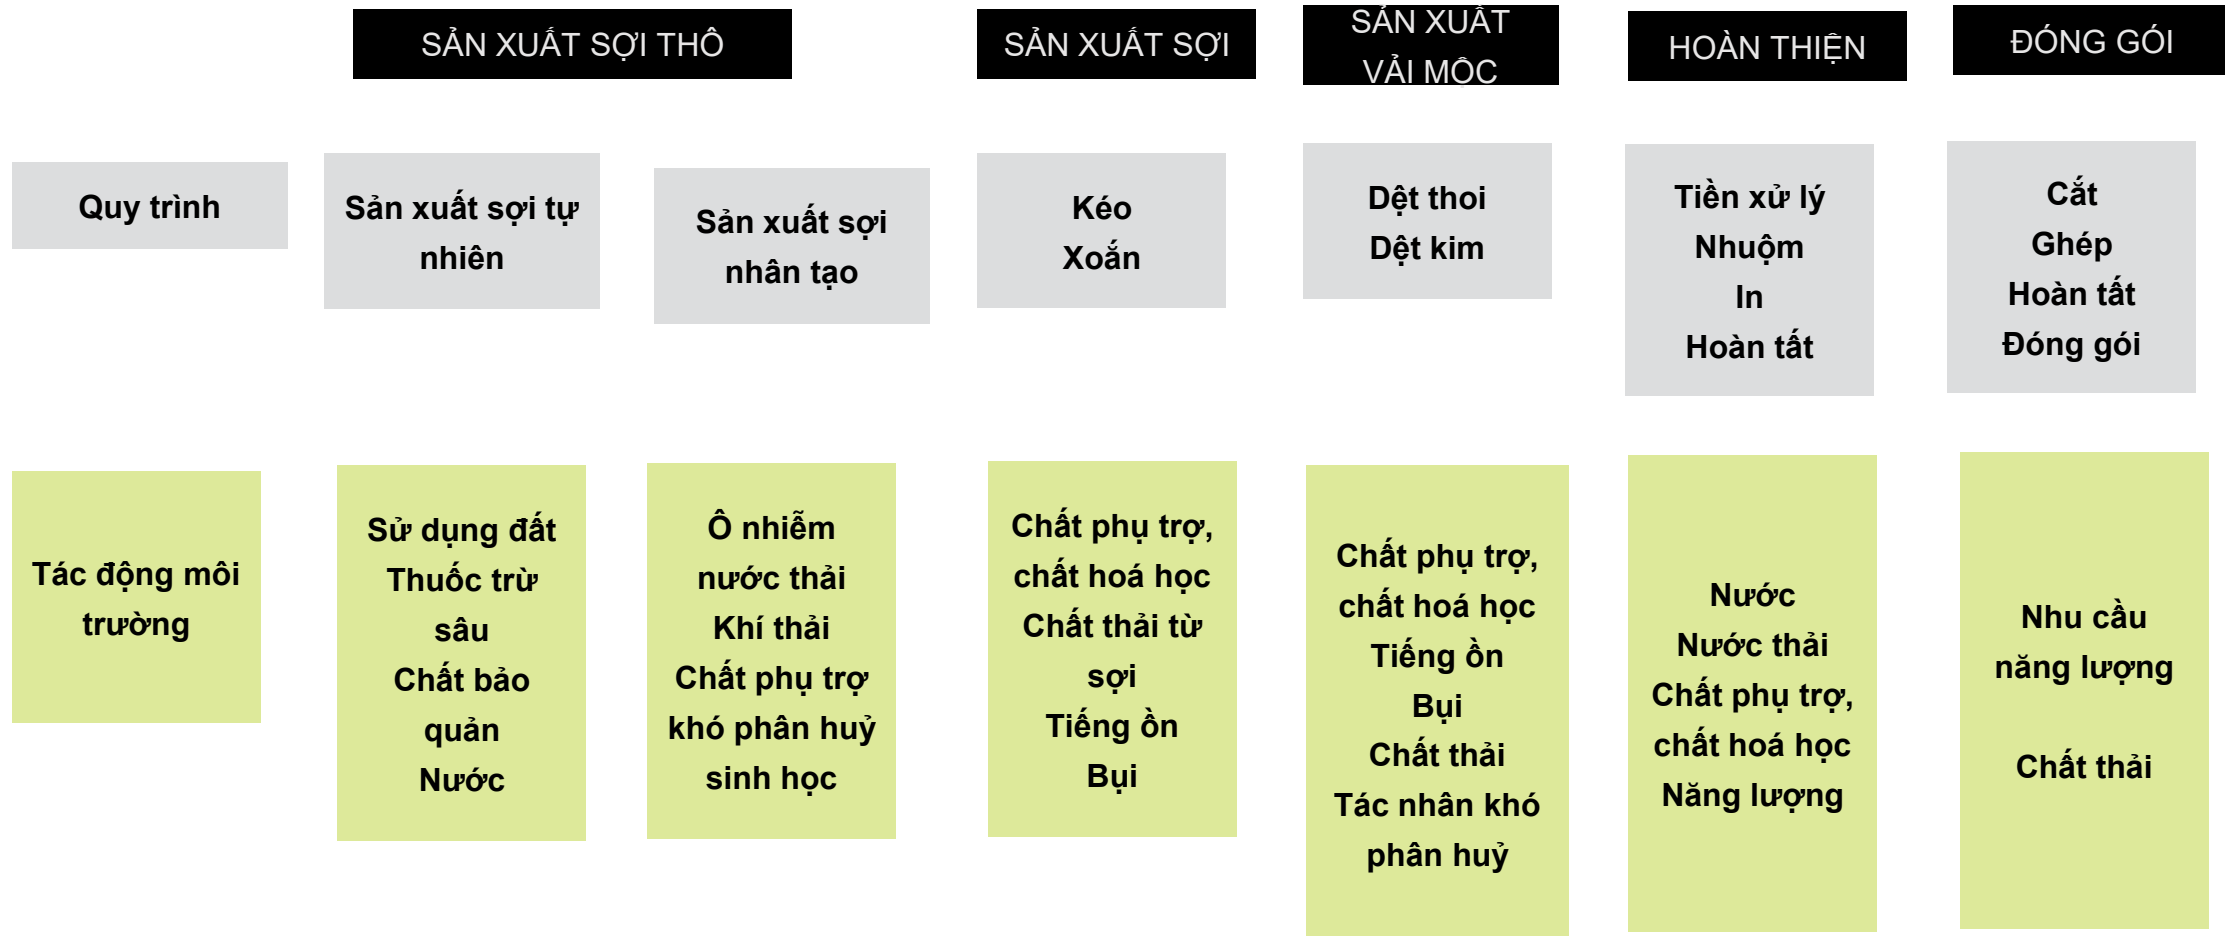 SẢN XUẤT SỢI THÔ
SẢN XUẤT SỢI
SẢN XUẤT
VẢI MỘC
HOÀN THIỆN
ĐÓNG GÓI
Quy trình
Sản xuất sợi tự
nhiên
Sản xuất sợi
nhân tạo
Kéo
Xoắn
Dệt thoi
Dệt kim
Tiền xử lý
Nhuộm
In
Hoàn tất
Cắt
Ghép
Hoàn tất
Đóng gói
Tác động môi
trường
Sử dụng đất
Thuốc trừ
sâu
Chất bảo
quản
Nước
Ô nhiễm
nước thải
Khí thải
Chất phụ trợ
khó phân huỷ
sinh học
Chất phụ trợ,
chất hoá học
Chất thải từ
sợi
Tiếng ồn
Bụi
Chất phụ trợ,
chất hoá học
Tiếng ồn
Bụi
Chất thải
Tác nhân khó
phân huỷ
Nước
Nước thải
Chất phụ trợ,
chất hoá học
Năng lượng
Nhu cầu
năng lượng
Chất thải